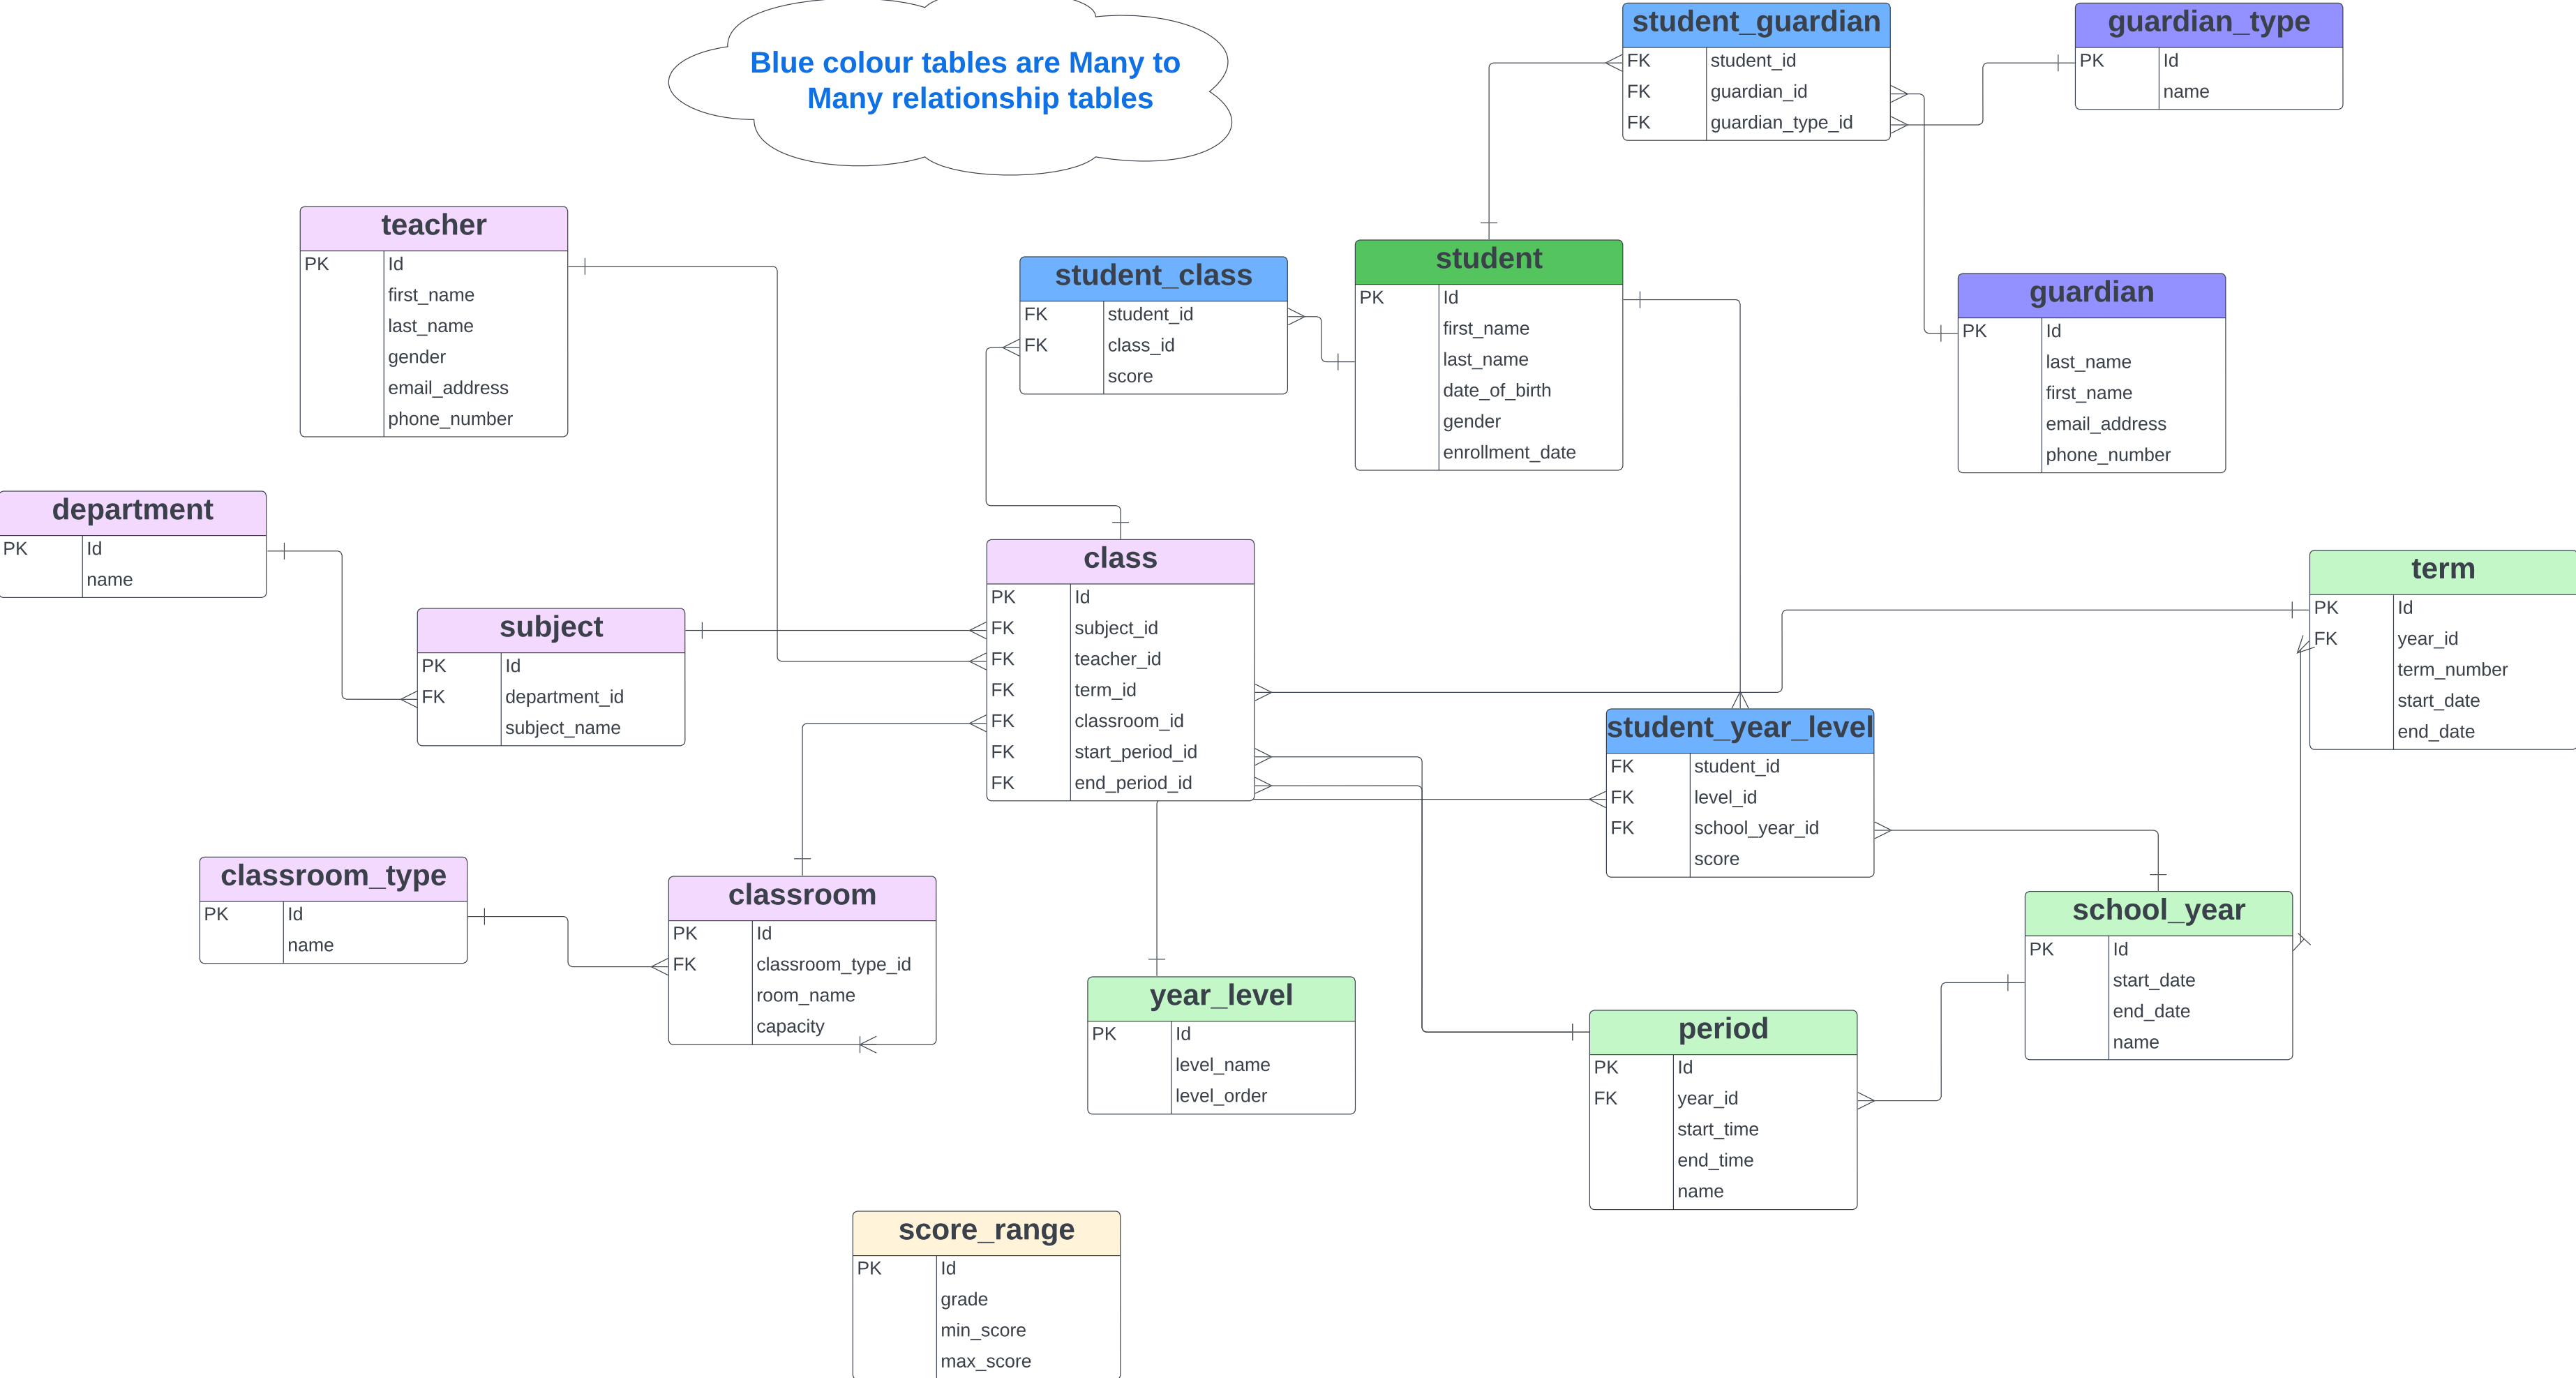 Blue colour tables are Many to
Many relationship tables
student_guardian
FK student_id
FK guardian_id
FK guardian_type_id
guardian_type
PK Id
name
teacher
PK Id
first_name
last_name
gender
email_address
phone_number
student_class
FK student_id
FK class_id
score
student
PK Id
first_name
last_name
date_of_birth
gender
enrollment_date
guardian
PK Id
last_name
first_name
email_address
phone_number
department
PK Id
name
subject
PK Id
FK department_id
subject_name
class
PK Id
FK subject_id
FK teacher_id
FK term_id
FK classroom_id
FK start_period_id
FK end_period_id
term
PK Id
FK year_id
term_number
start_date
end_date
student_year_level
FK student_id
FK level_id
FK school_year_id
score
classroom_type
PK Id
name
classroom
PK Id
FK classroom_type_id
room_name
capacity
year_level
PK Id
level_name
level_order
school_year
PK Id
start_date
end_date
name
period
PK Id
FK year_id
start_time
end_time
name
score_range
PK Id
grade
min_score
max_score